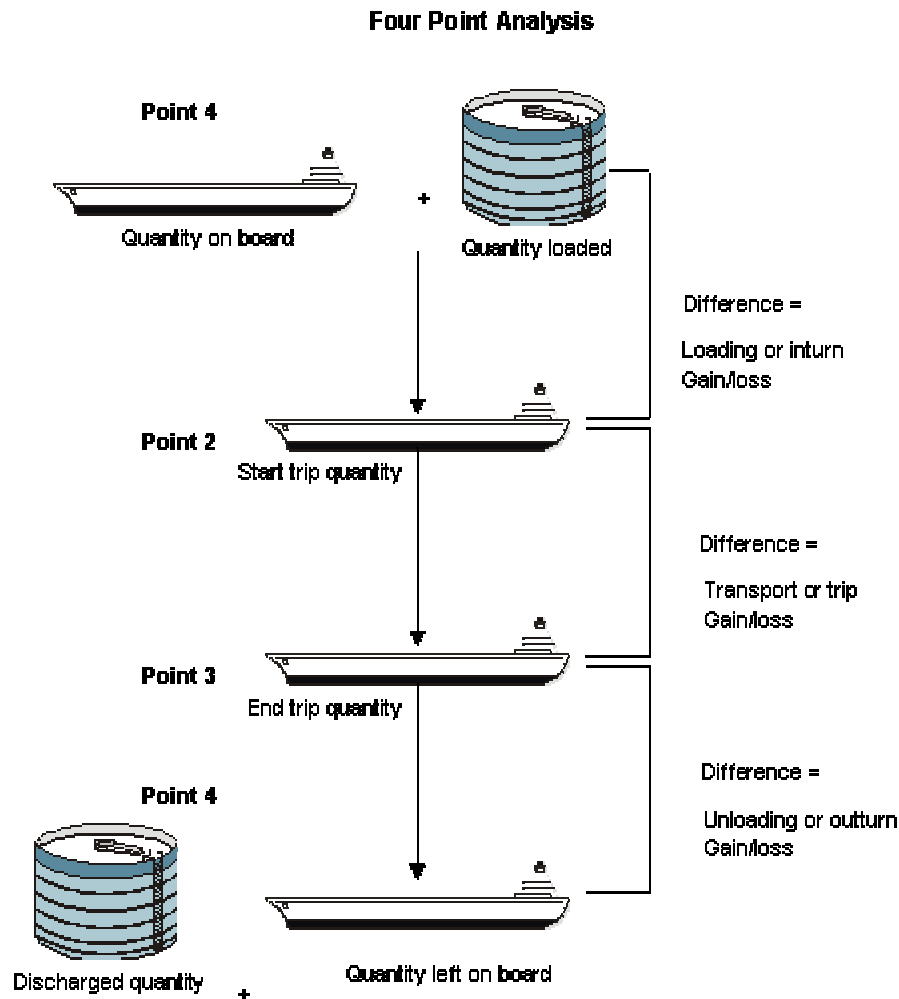 Four Point Analysis
Point 4
+
Quantity on board
Quantity loaded
Difference =
Loading or inturn
Gain/loss
Point 2
Start trip quantity
Difference =
Transport or trip
Gain/loss
Point 3
End trip quantity
Difference =
Unloading or outturn
Gain/loss
Point 4
Discharged quantity
+
Quantity left on board